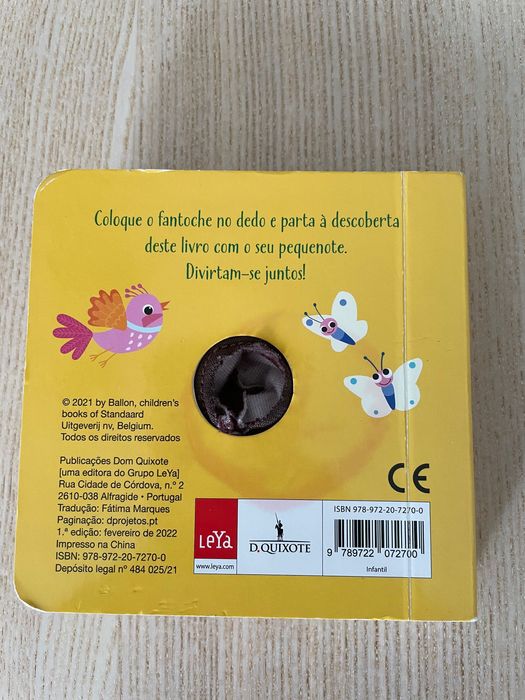 Coloque o fantoche no dedo e parta à descoberta
deste livro com o seu pequenote.
Divirtam-se juntos!
© 2021 by Ballon, children's
books of Standaard
Uitgeverij nv, Belgium.
Todos os direitos reservados
Publicações Dom Quixote
[uma editora do Grupo LeYa]
Rua Cidade de Córdova, n.º 2
2610-038 Alfragide • Portugal
Tradução: Fátima Marques
Paginação: dprojetos.pt
1.ª edição: fevereiro de 2022
Impresso na China
ISBN: 978-972-20-7270-0
Depósito legal nº 484 025/21
LeYa
www.leya.com
D. QUIXOTE
CE
ISBN 978-972-20-7270-0
9 789722 072700
Infantil